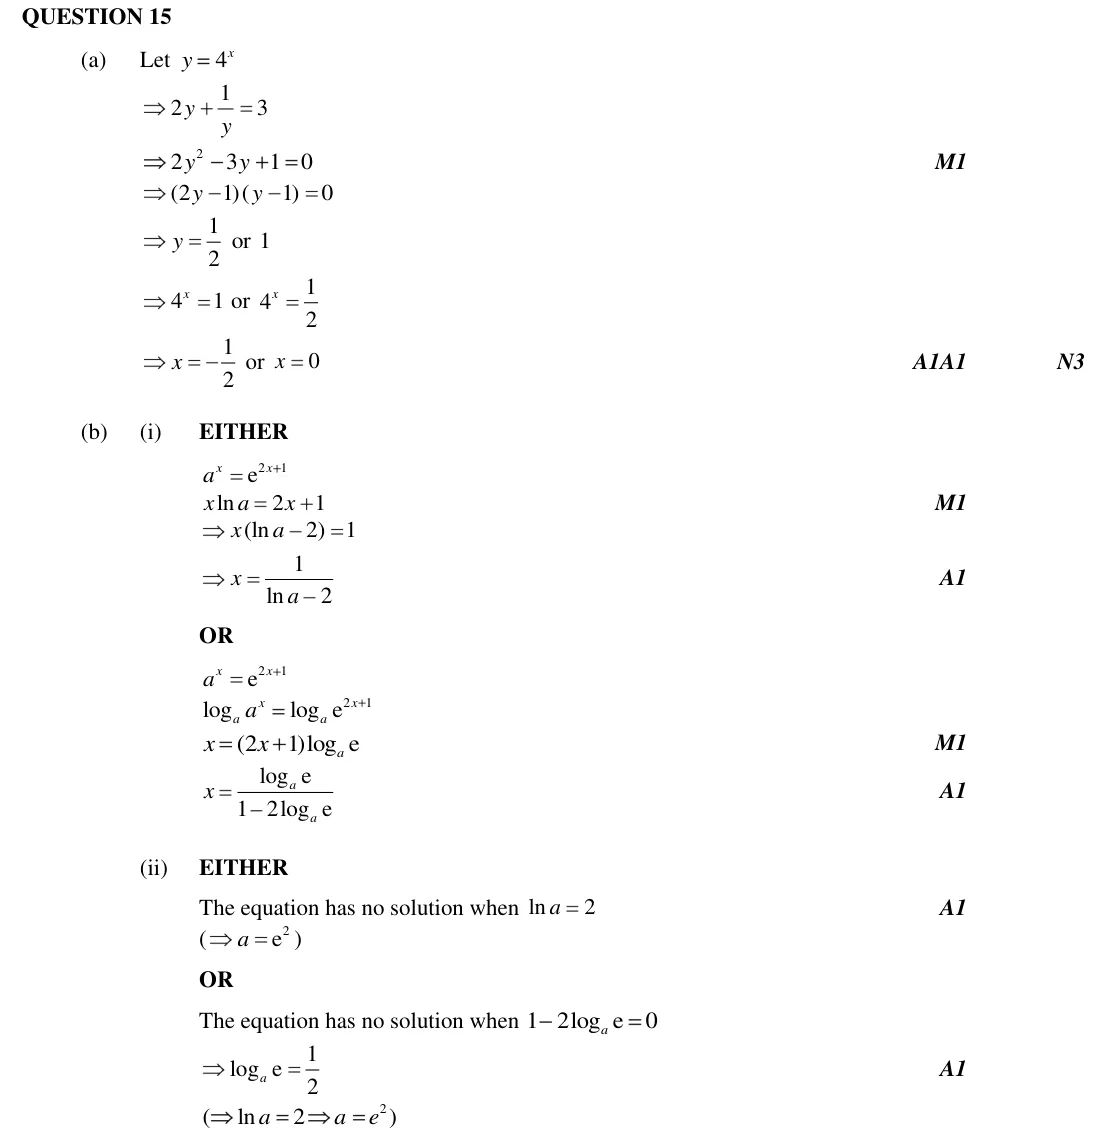 QUESTION 15
(a) Let y = 4^x
⇒ 2y + 1/y = 3
⇒ 2y² − 3y + 1 = 0 M1
⇒ (2y − 1)(y − 1) = 0
⇒ y = 1/2 or 1
⇒ 4^x = 1 or 4^x = 1/2
⇒ x = −1/2 or x = 0 A1A1 N3
(b) (i) EITHER
a^x = e^(2x+1)
x ln a = 2x + 1 M1
⇒ x(ln a − 2) = 1
⇒ x = 1/(ln a − 2) A1
OR
a^x = e^(2x+1)
log_a a^x = log_a e^(2x+1)
x = (2x + 1) log_a e M1
x = log_a e/(1 − 2 log_a e) A1
(ii) EITHER
The equation has no solution when ln a = 2 A1
(⇒ a = e²)
OR
The equation has no solution when 1 − 2 log_a e = 0
⇒ log_a e = 1/2 A1
(⇒ ln a = 2 ⇒ a = e²)